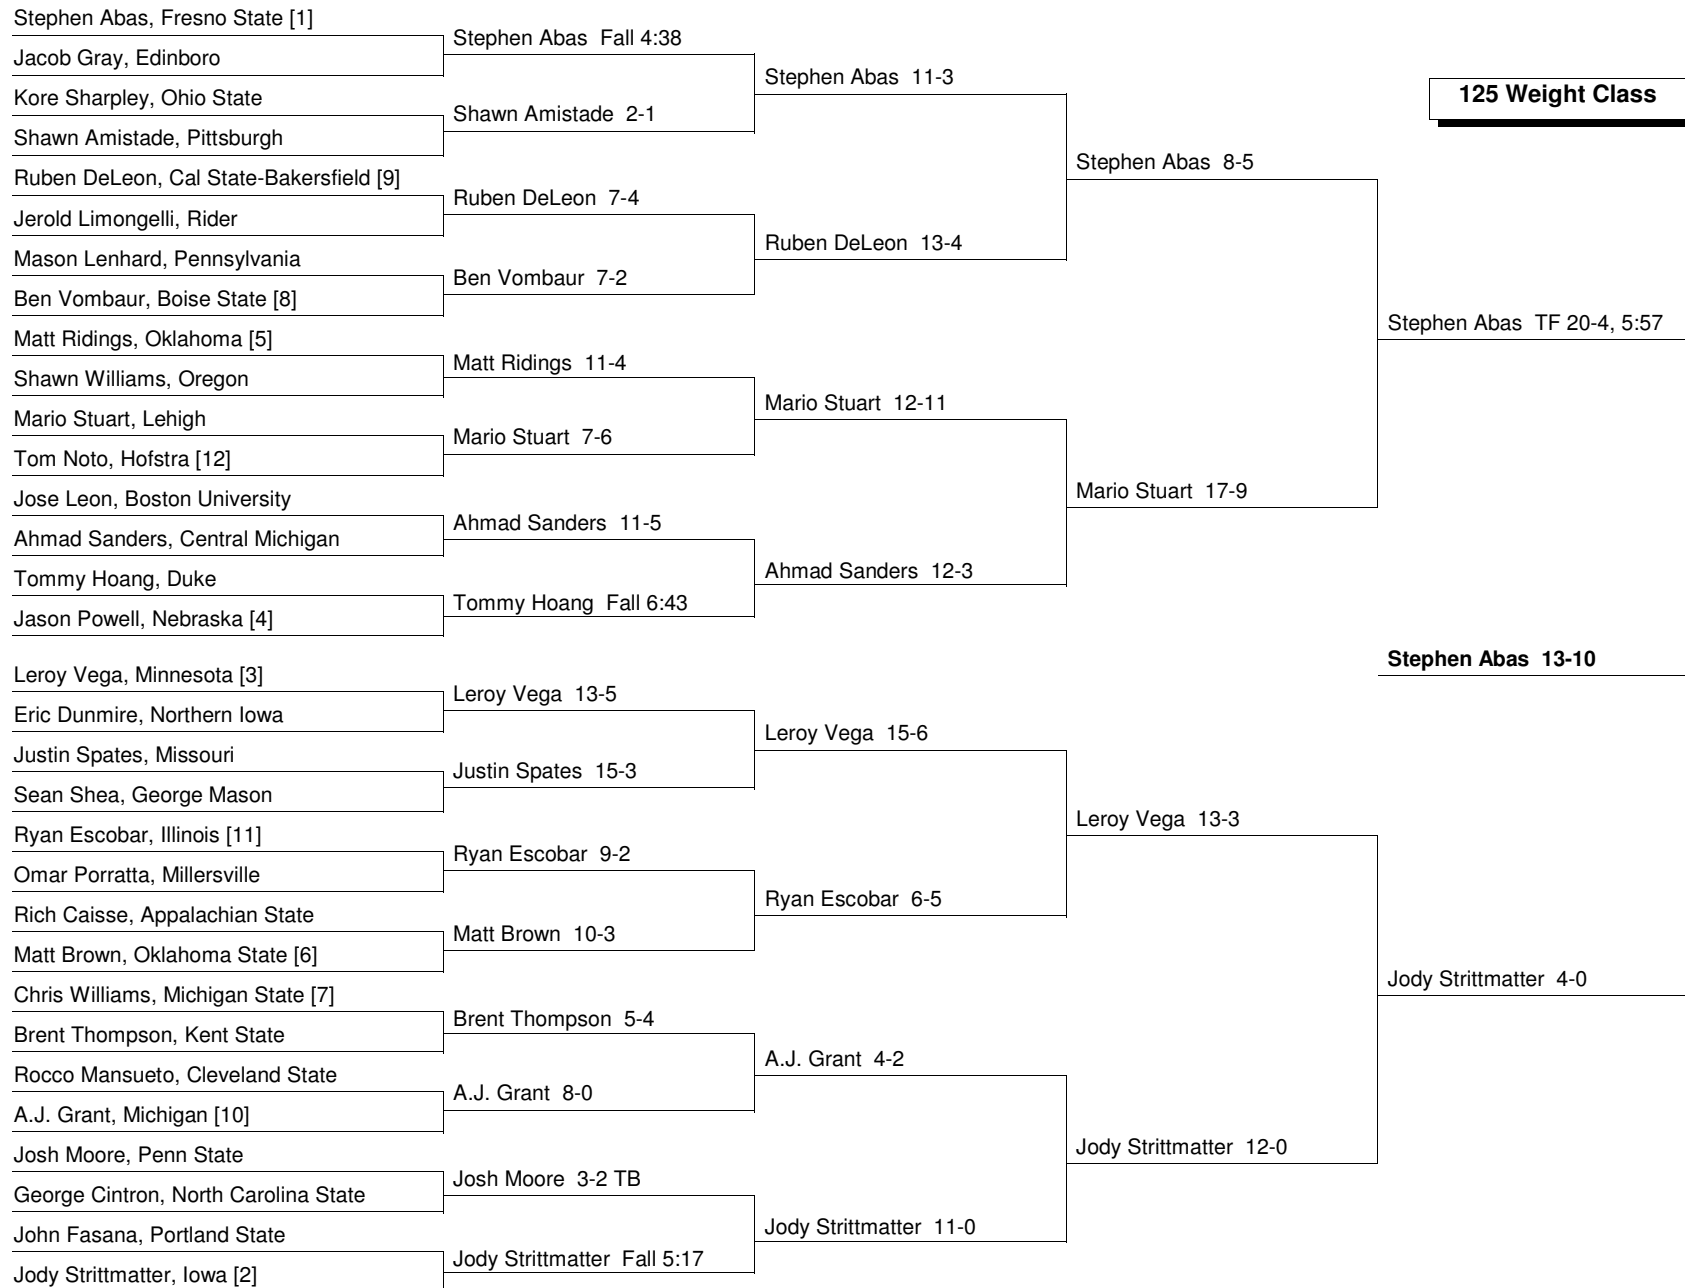 Stephen Abas, Fresno State [1]
Jacob Gray, Edinboro
Kore Sharpley, Ohio State
Shawn Amistade, Pittsburgh
Ruben DeLeon, Cal State-Bakersfield [9]
Jerold Limongelli, Rider
Mason Lenhard, Pennsylvania
Ben Vombaur, Boise State [8]
Matt Ridings, Oklahoma [5]
Shawn Williams, Oregon
Mario Stuart, Lehigh
Tom Noto, Hofstra [12]
Jose Leon, Boston University
Ahmad Sanders, Central Michigan
Tommy Hoang, Duke
Jason Powell, Nebraska [4]
Leroy Vega, Minnesota [3]
Eric Dunmire, Northern Iowa
Justin Spates, Missouri
Sean Shea, George Mason
Ryan Escobar, Illinois [11]
Omar Porratta, Millersville
Rich Caisse, Appalachian State
Matt Brown, Oklahoma State [6]
Chris Williams, Michigan State [7]
Brent Thompson, Kent State
Rocco Mansueto, Cleveland State
A.J. Grant, Michigan [10]
Josh Moore, Penn State
George Cintron, North Carolina State
John Fasana, Portland State
Jody Strittmatter, Iowa [2]
Stephen Abas Fall 4:38
Shawn Amistade 2-1
Ruben DeLeon 7-4
Ben Vombaur 7-2
Matt Ridings 11-4
Mario Stuart 7-6
Ahmad Sanders 11-5
Tommy Hoang Fall 6:43
Leroy Vega 13-5
Justin Spates 15-3
Ryan Escobar 9-2
Matt Brown 10-3
Brent Thompson 5-4
A.J. Grant 8-0
Josh Moore 3-2 TB
Jody Strittmatter Fall 5:17
Stephen Abas 11-3
Ruben DeLeon 13-4
Mario Stuart 12-11
Ahmad Sanders 12-3
Leroy Vega 15-6
Ryan Escobar 6-5
A.J. Grant 4-2
Jody Strittmatter 11-0
Stephen Abas 8-5
Mario Stuart 17-9
Leroy Vega 13-3
Jody Strittmatter 12-0
125 Weight Class
Stephen Abas TF 20-4, 5:57
Stephen Abas 13-10
Jody Strittmatter 4-0